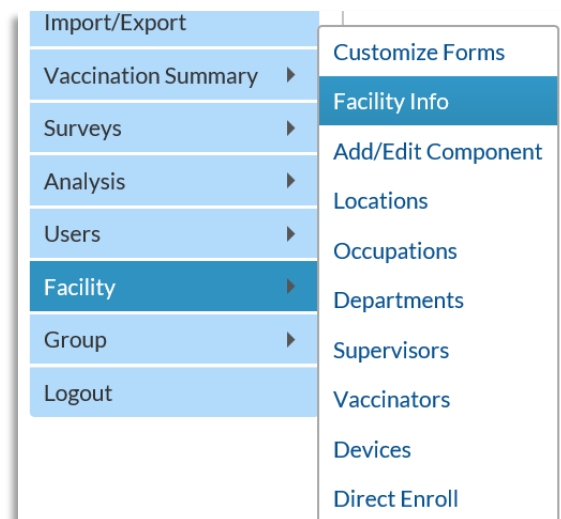 Import/Export
Vaccination Summary
Surveys
Analysis
Users
Facility
Group
Logout
Customize Forms
Facility Info
Add/Edit Component
Locations
Occupations
Departments
Supervisors
Vaccinators
Devices
Direct Enroll